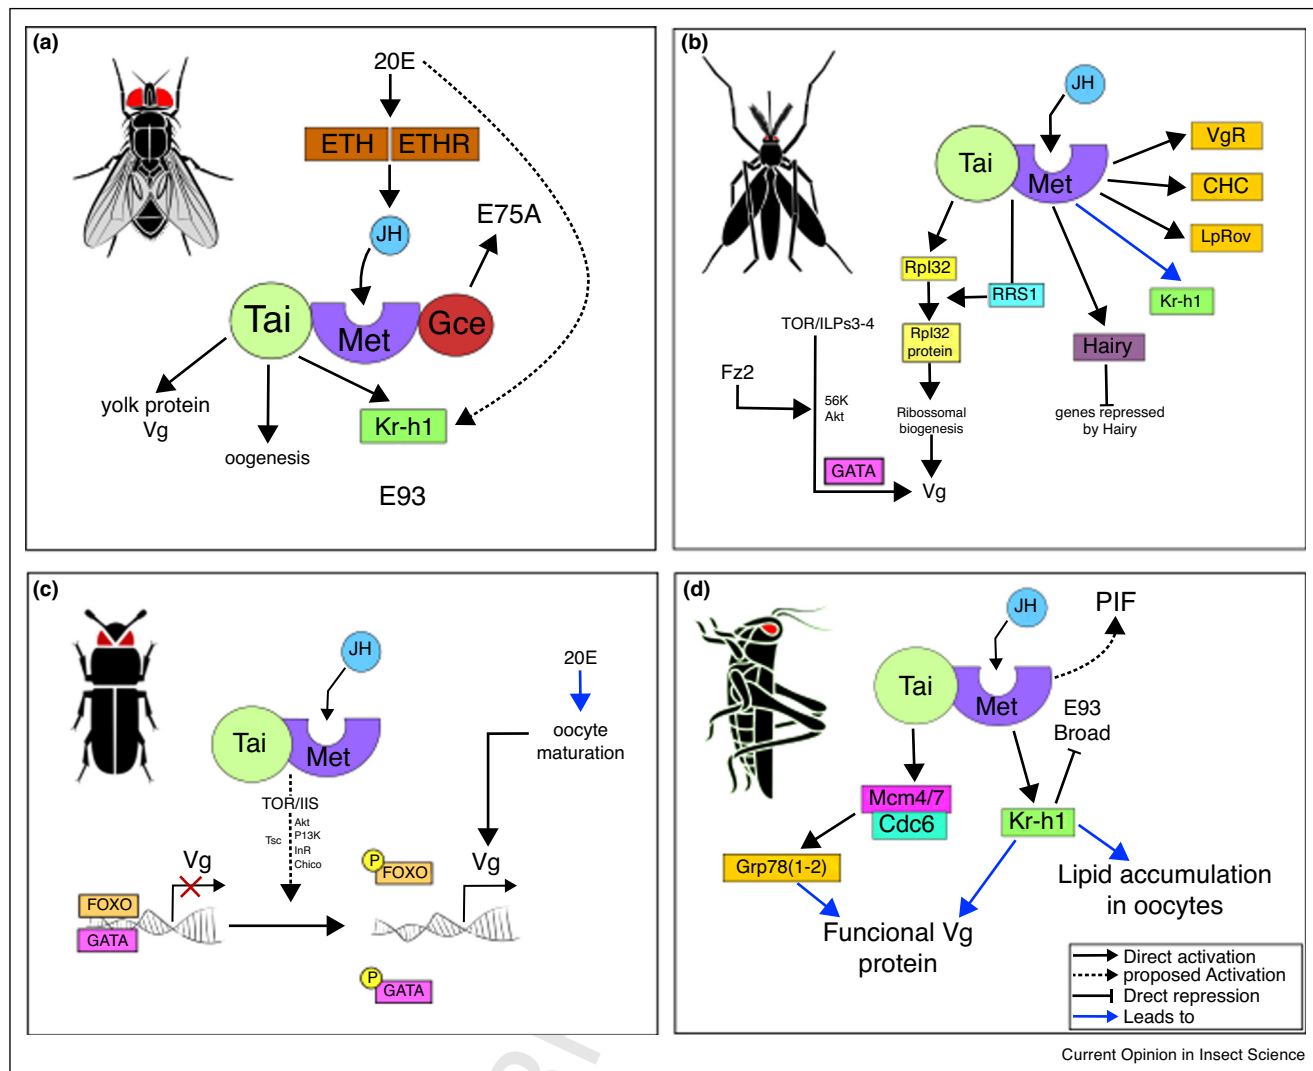 (a)
20E
ETH ETHR
JH
E75A
Tai
Met
Gce
yolk protein
Vg
oogenesis
Kr-h1
E93
(b)
JH
Tai
Met
VgR
CHC
LpRov
Kr-h1
Rpl32
RRS1
Rpl32
protein
Hairy
TOR/ILPs3-4
Fz2
56K
Akt
Ribossomal
biogenesis
genes repressed
by Hairy
GATA
Vg
(c)
JH
Tai
Met
20E
oocyte
maturation
TOR/IIS
Akt
P13K
InR
Chico
Tsc
Vg
FOXO
GATA
P
FOXO
Vg
P
GATA
(d)
JH
PIF
Tai
Met
E93
Broad
Mcm4/7
Cdc6
Kr-h1
Grp78(1-2)
Lipid accumulation
in oocytes
Funcional Vg
protein
Direct activation
proposed Activation
Drect repression
Leads to
Current Opinion in Insect Science